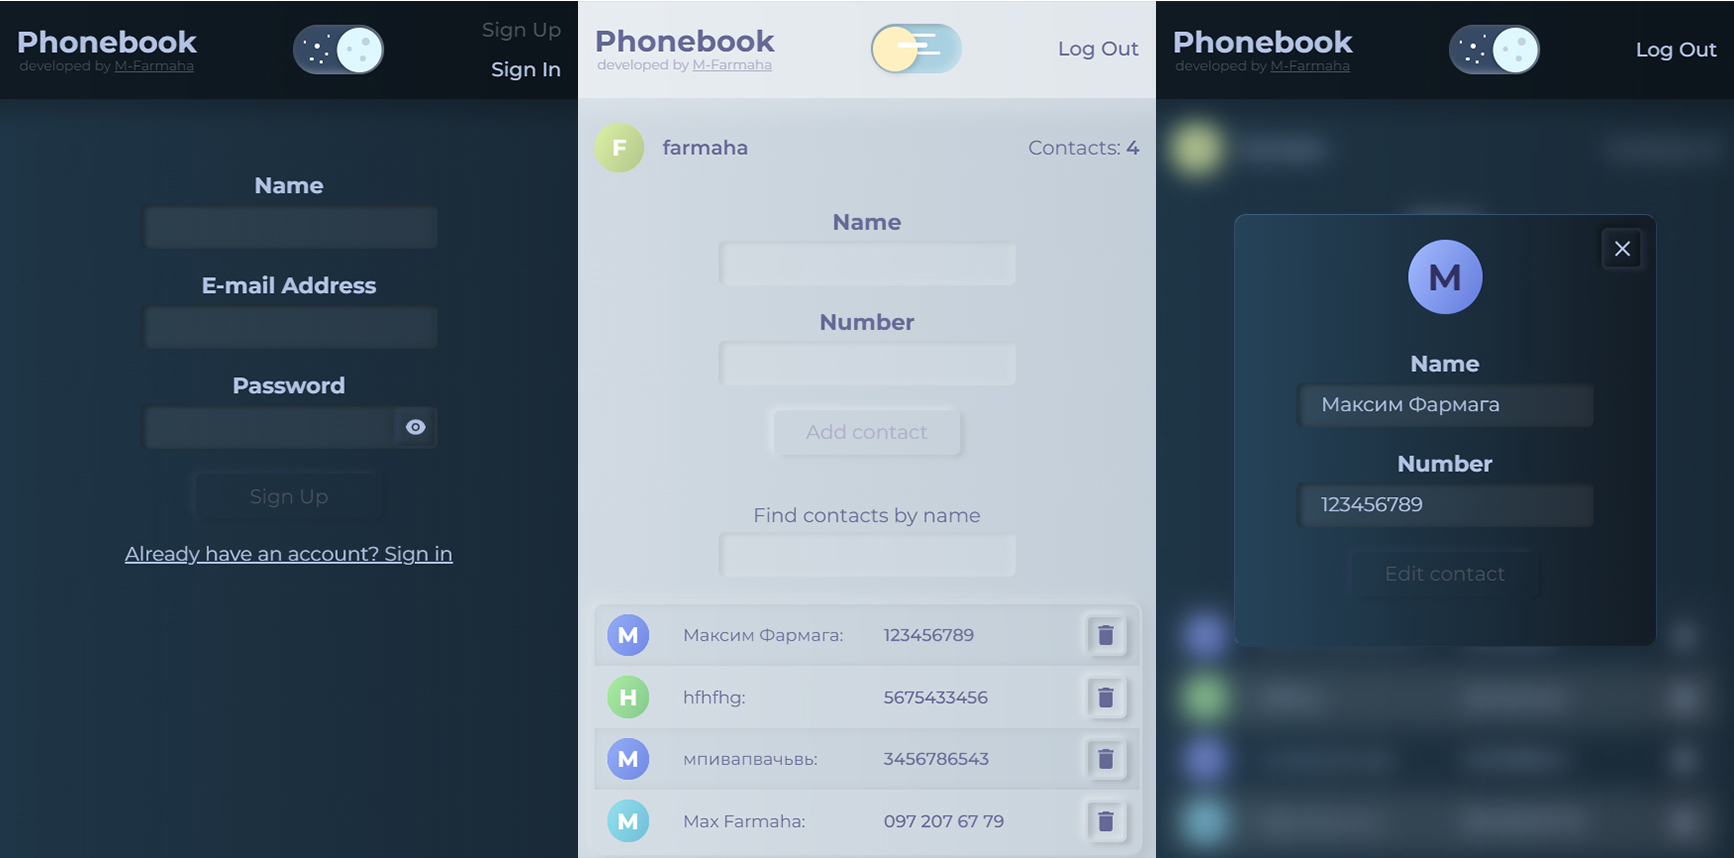 Phonebook
developed by M-Farmaha
Sign Up
Sign In
Name
E-mail Address
Password
Sign Up
Already have an account? Sign in
Phonebook
developed by M-Farmaha
Log Out
F
farmaha
Contacts: 4
Name
Number
Add contact
Find contacts by name
M Максим Фармага: 123456789
H hfhfhg: 5675433456
М мпивапвачьвь: 3456786543
M Max Farmaha: 097 207 67 79
Phonebook
developed by M-Farmaha
Log Out
М
Name
Максим Фармага
Number
123456789
Edit contact